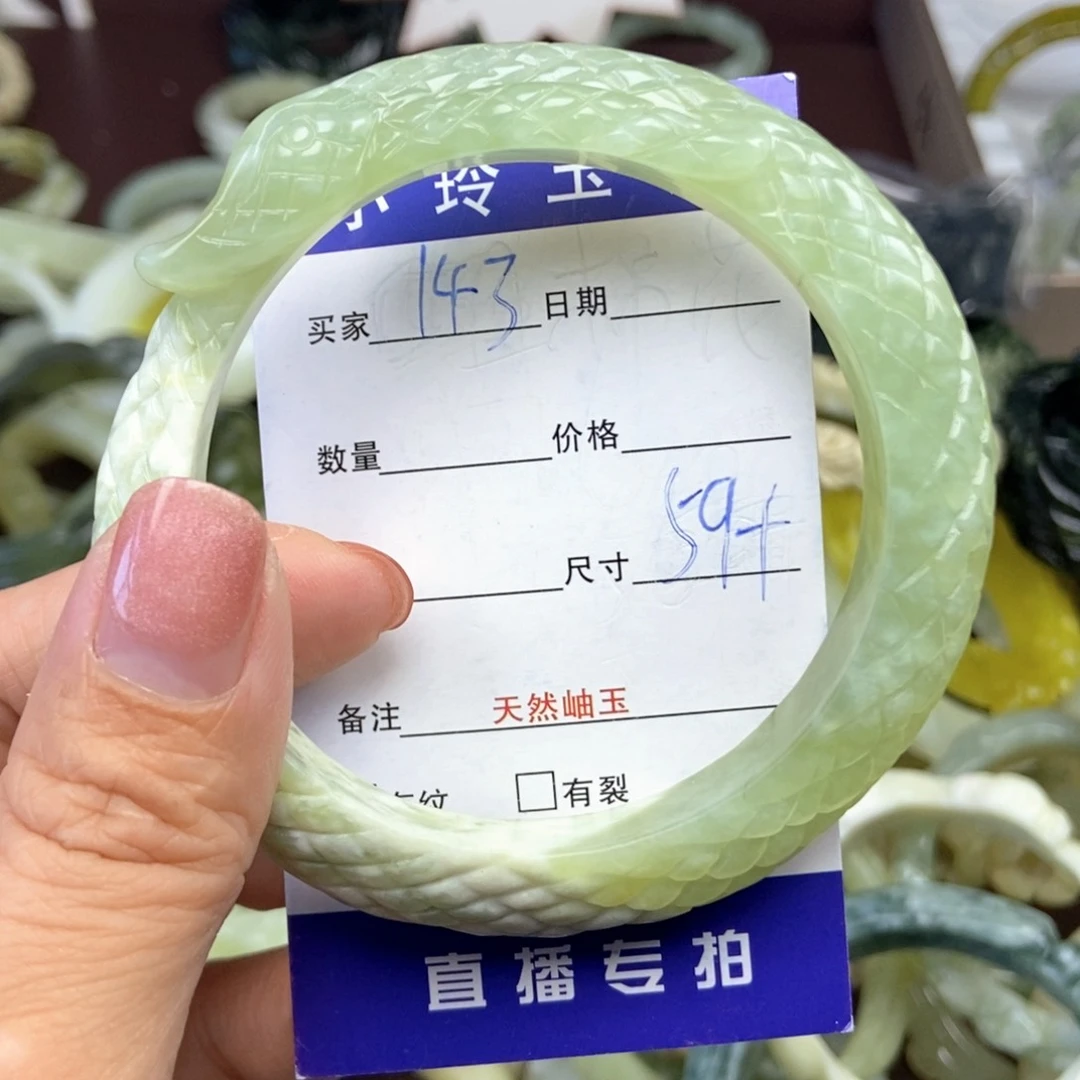 玲 玉
买家 143 日期
数量 价格
尺寸 59+
备注 天然岫玉
纹 □有裂
直播专拍